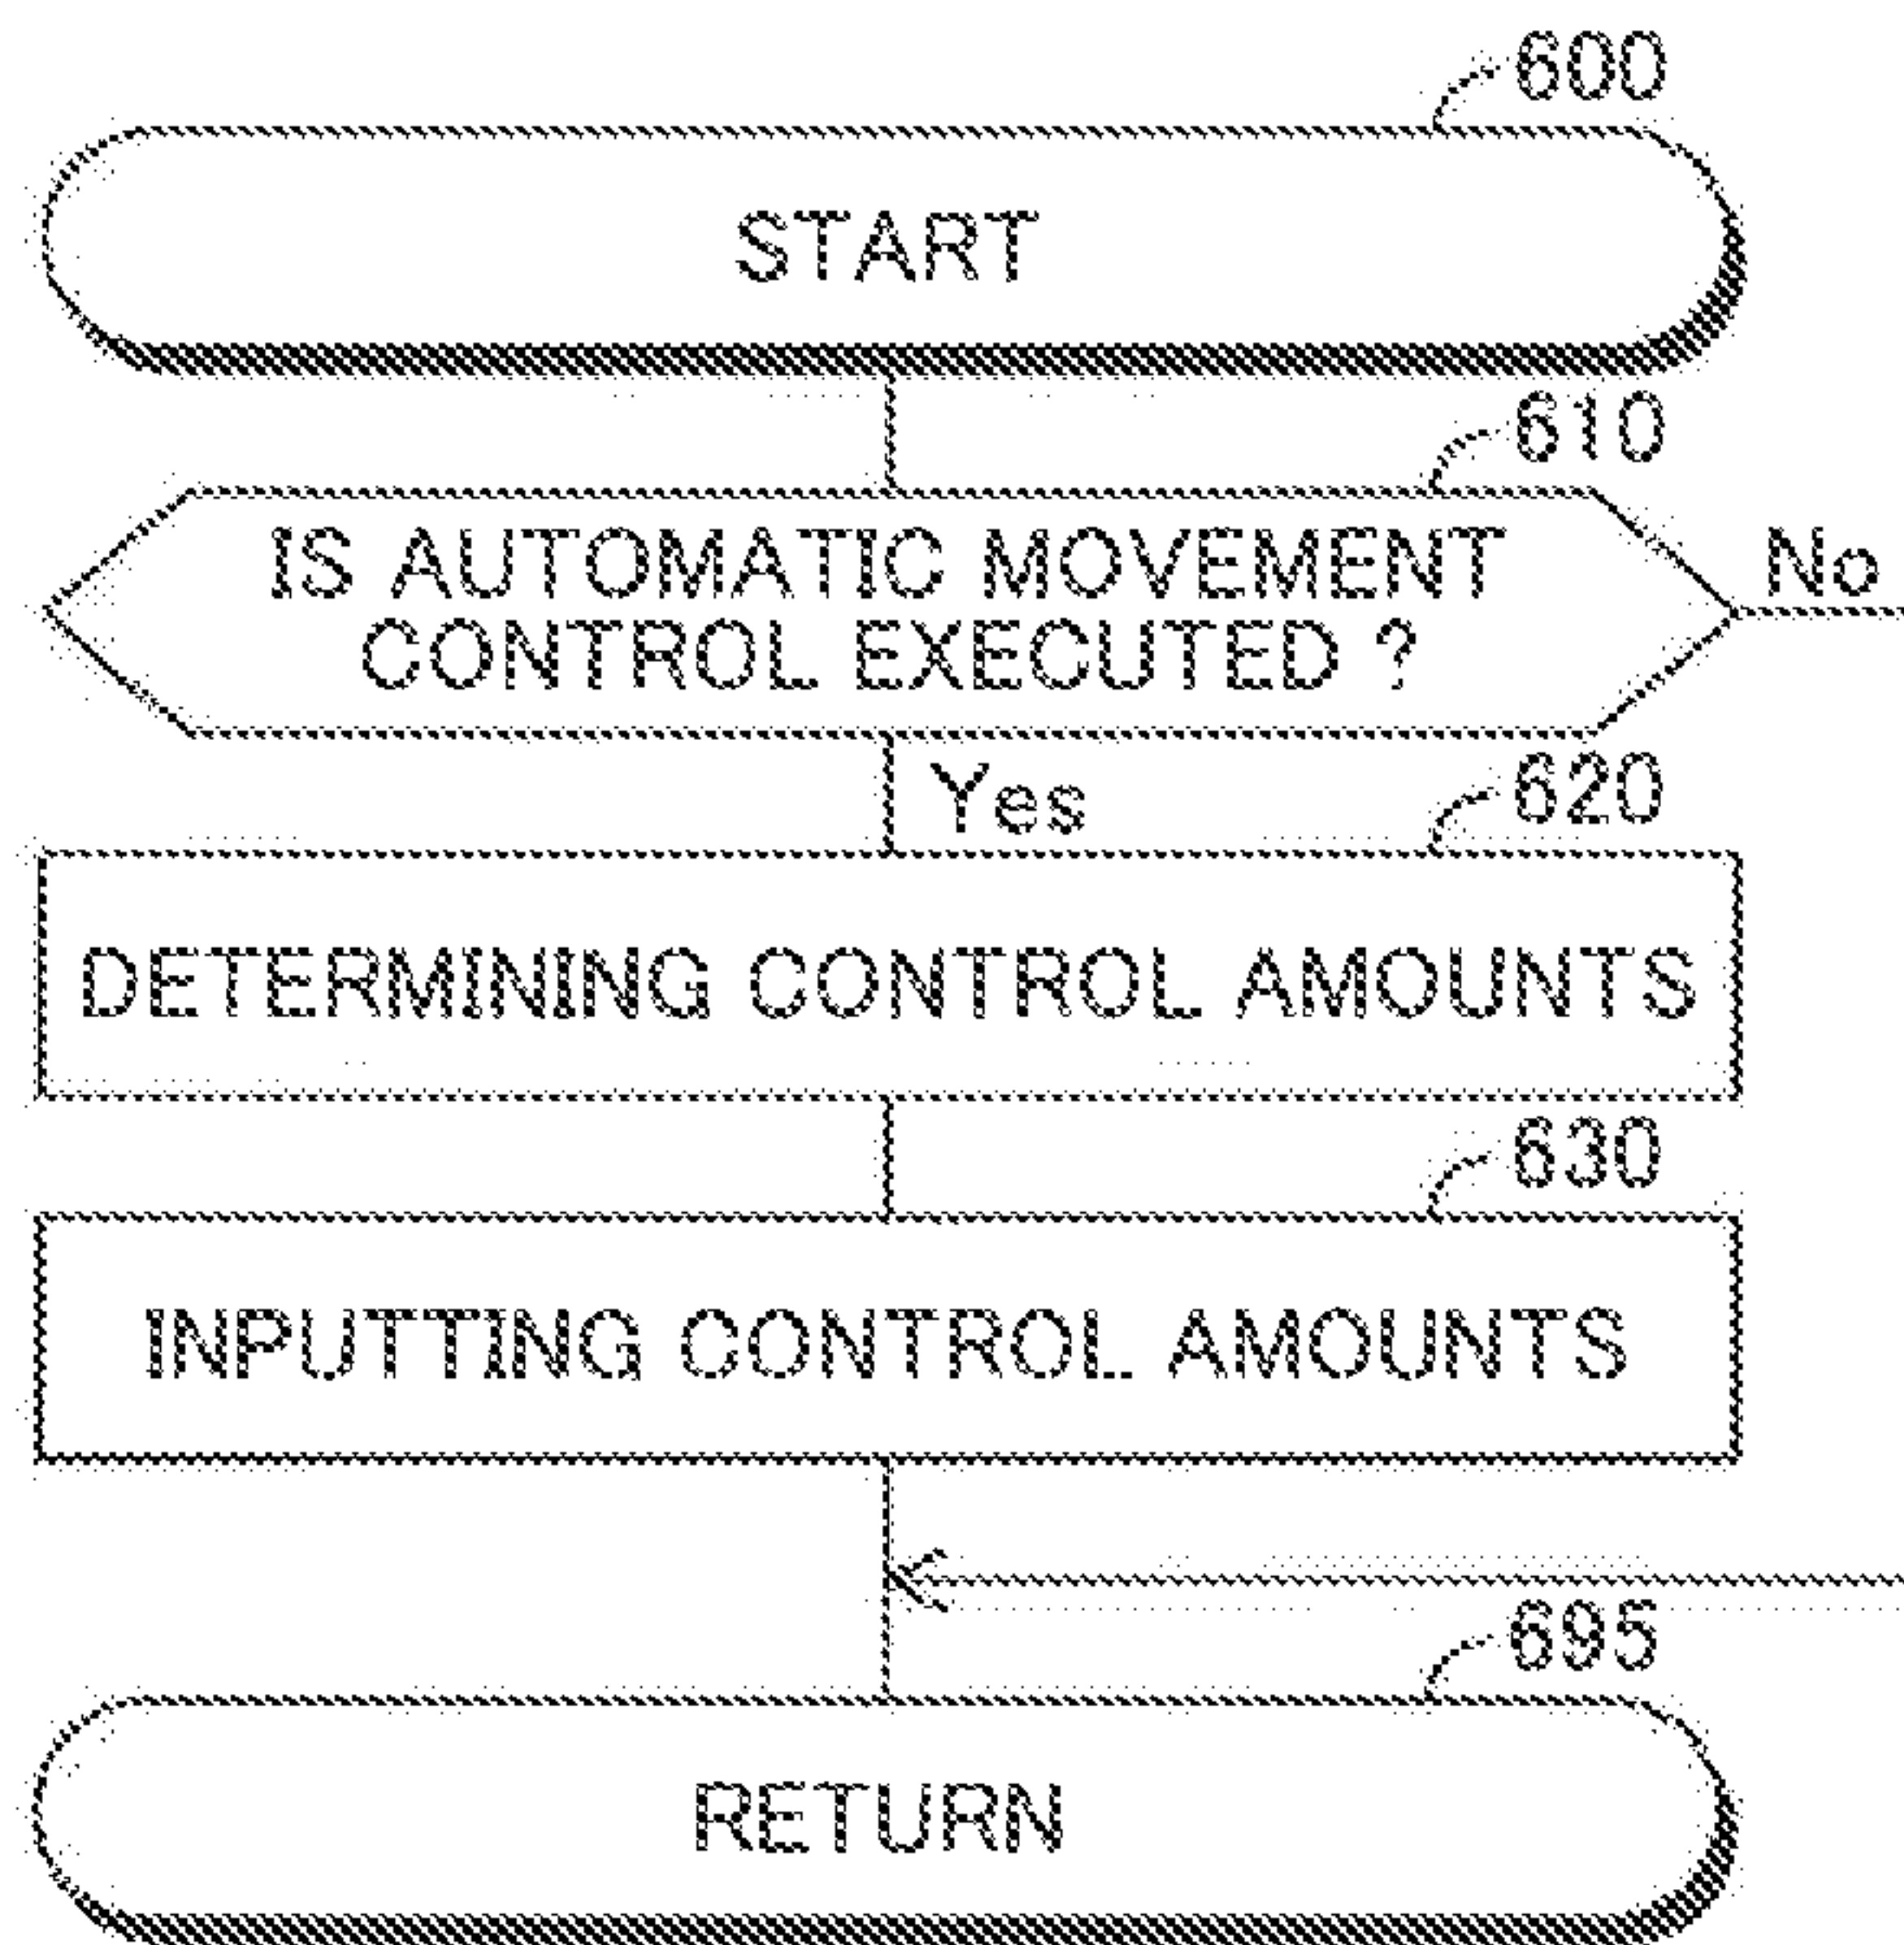 600
START
610
IS AUTOMATIC MOVEMENT
CONTROL EXECUTED ?
No
Yes
620
DETERMINING CONTROL AMOUNTS
630
INPUTTING CONTROL AMOUNTS
695
RETURN